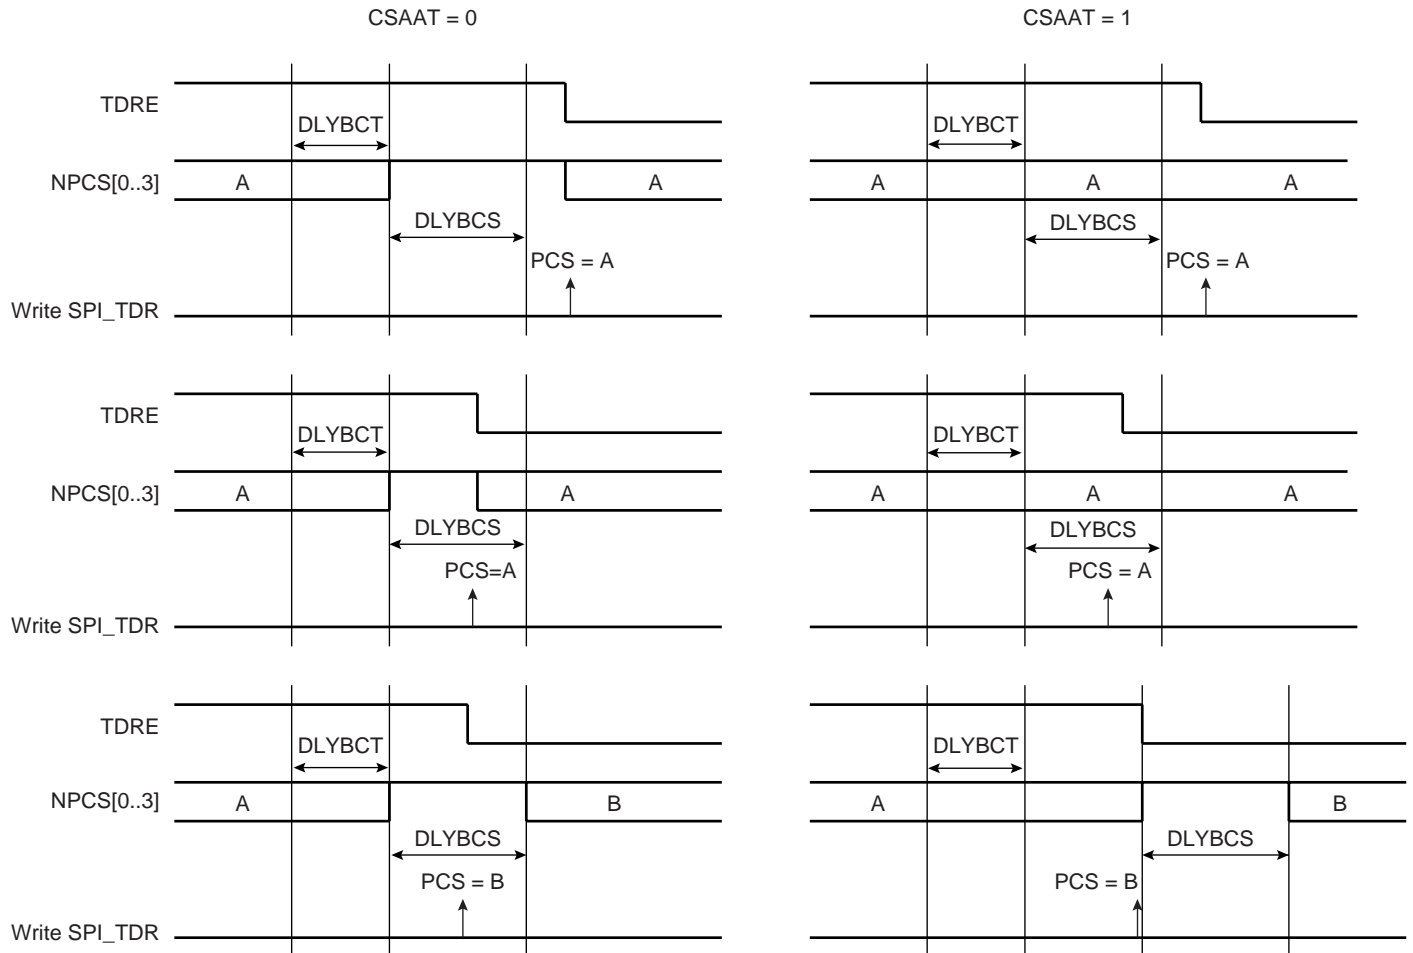 CSAAT = 0 CSAAT = 1
TDRE
DLYBCT DLYBCT
NPCS[0..3] A A A A A
DLYBCS DLYBCS
PCS = A PCS = A
Write SPI_TDR
TDRE
DLYBCT DLYBCT
NPCS[0..3] A A A A A
DLYBCS DLYBCS
PCS=A PCS = A
Write SPI_TDR
TDRE
DLYBCT DLYBCT
NPCS[0..3] A B A B
DLYBCS DLYBCS
PCS = B PCS = B
Write SPI_TDR